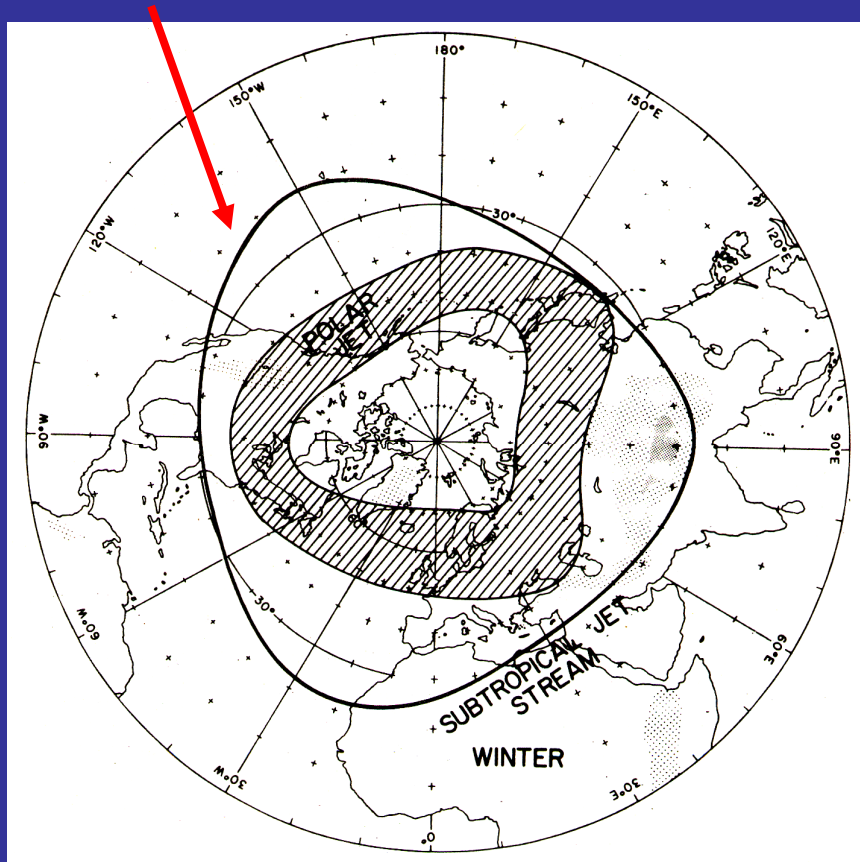 180°
150°W
150°E
30°
120°W
120°E
POLAR
JET
90°W
90°E
30°
60°W
60°E
SUBTROPICAL JET
STREAM
WINTER
30°W
30°E
0°